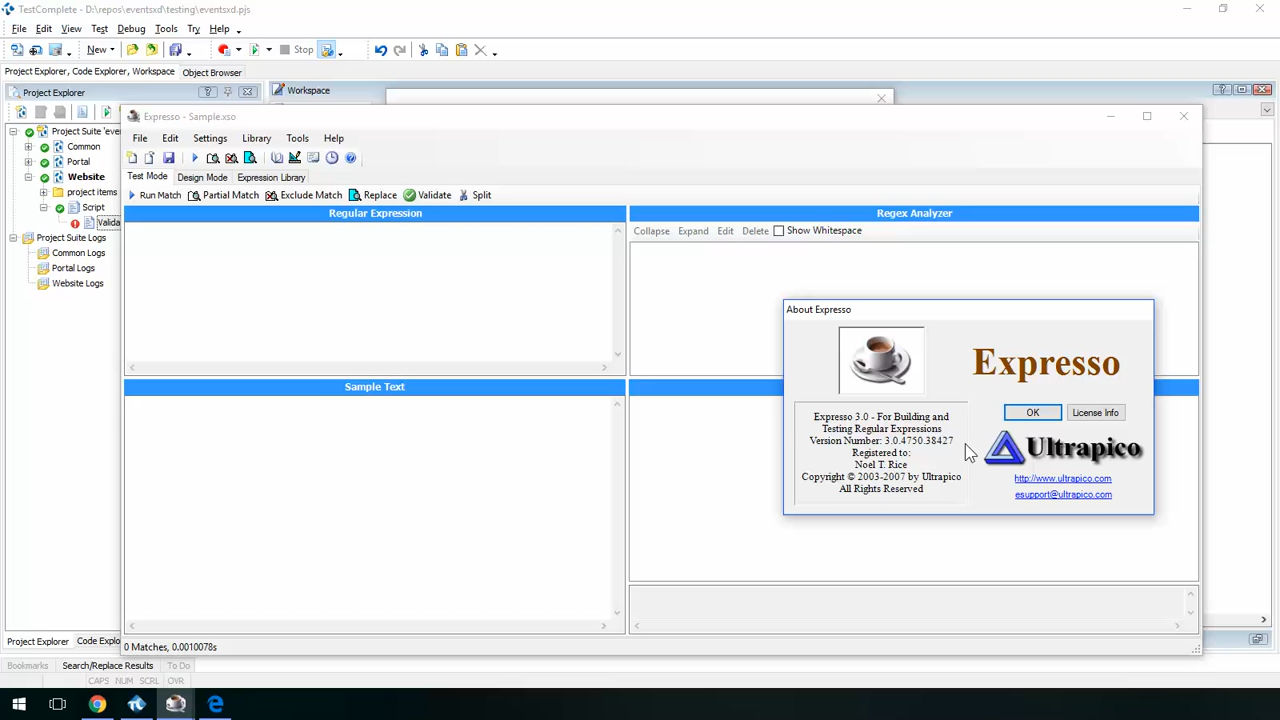 TestComplete - D:\repos\eventsxd\testing\eventsxd.pjs
File Edit View Test Debug Tools Try Help
New Stop
Project Explorer, Code Explorer, Workspace Object Browser
Project Explorer
Workspace
Project Suite 'eve
Common
Portal
Website
project items
Script
Valida
Project Suite Logs
Common Logs
Portal Logs
Website Logs
Expresso - Sample.xso
File Edit Settings Library Tools Help
Test Mode Design Mode Expression Library
Run Match Partial Match Exclude Match Replace Validate Split
Regular Expression
Regex Analyzer
Collapse Expand Edit Delete Show Whitespace
Sample Text
About Expresso
Expresso
Expresso 3.0 - For Building and
Testing Regular Expressions
Version Number: 3.0.4750.38427
Registered to:
Noel T. Rice
Copyright © 2003-2007 by Ultrapico
All Rights Reserved
OK License Info
Ultrapico
http://www.ultrapico.com
esupport@ultrapico.com
0 Matches, 0.0010078s
Project Explorer Code Explo
Bookmarks Search/Replace Results To Do
CAPS NUM SCRL OVR